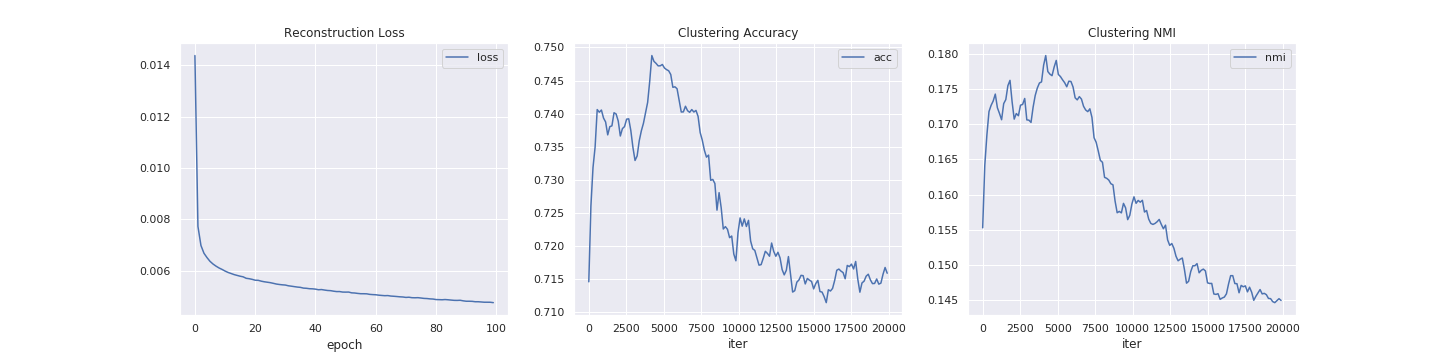 Reconstruction Loss
loss
0.014
0.012
0.010
0.008
0.006
0 20 40 60 80 100
epoch
Clustering Accuracy
acc
0.750
0.745
0.740
0.735
0.730
0.725
0.720
0.715
0.710
0 2500 5000 7500 10000 12500 15000 17500 20000
iter
Clustering NMI
nmi
0.180
0.175
0.170
0.165
0.160
0.155
0.150
0.145
0 2500 5000 7500 10000 12500 15000 17500 20000
iter